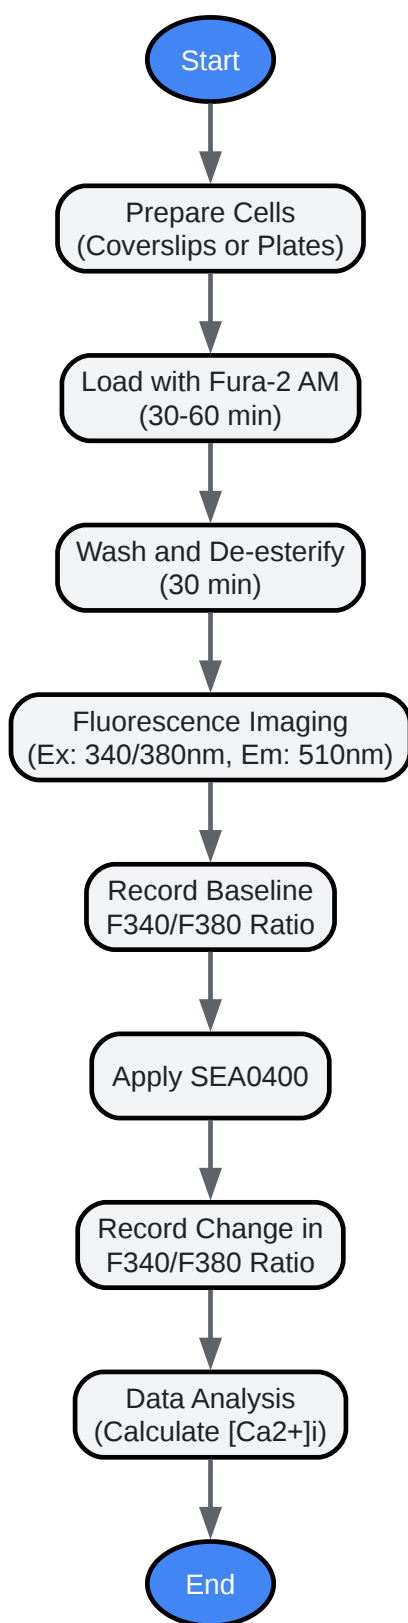 Start
Prepare Cells
(Coverslips or Plates)
Load with Fura-2 AM
(30-60 min)
Wash and De-esterify
(30 min)
Fluorescence Imaging
(Ex: 340/380nm, Em: 510nm)
Record Baseline
F340/F380 Ratio
Apply SEA0400
Record Change in
F340/F380 Ratio
Data Analysis
(Calculate [Ca2+]i)
End